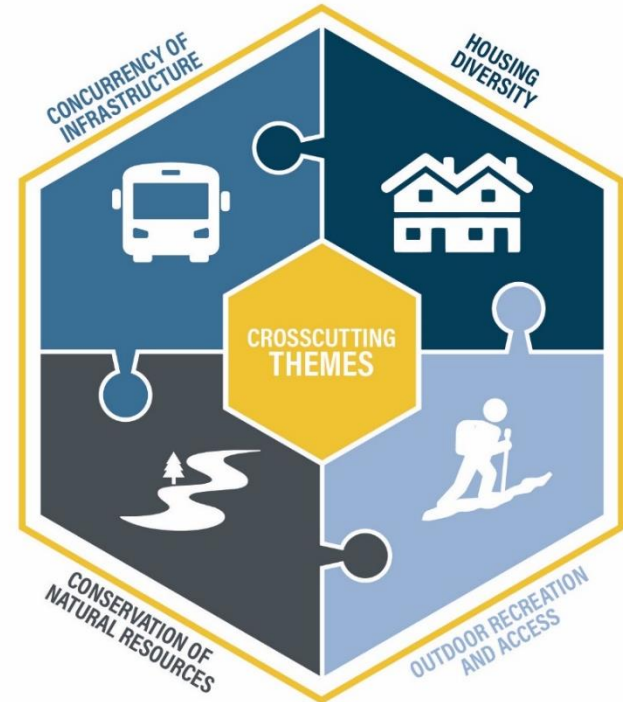 CONCURRENCY OF
INFRASTRUCTURE
HOUSING
DIVERSITY
CROSSCUTTING
THEMES
CONSERVATION OF
NATURAL RESOURCES
OUTDOOR RECREATION
AND ACCESS